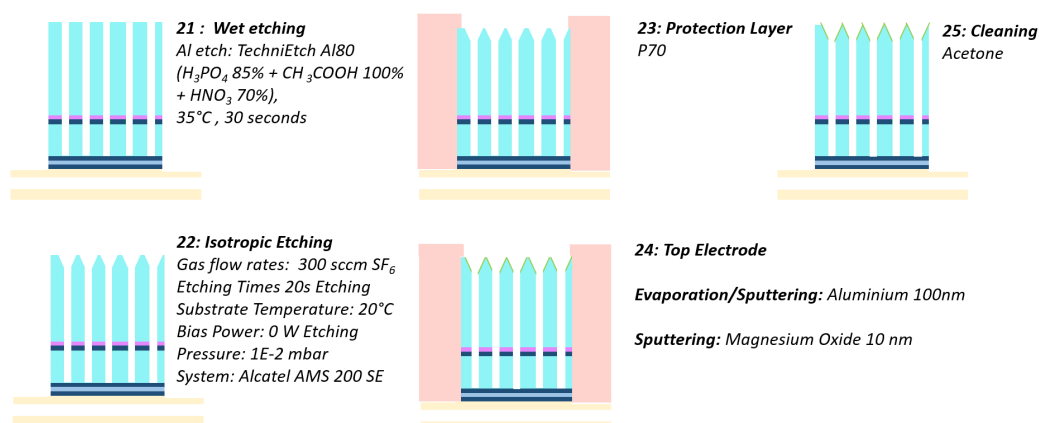 21 : Wet etching
Al etch: TechniEtch Al80
(H3PO4 85% + CH3COOH 100%
+ HNO3 70%),
35°C , 30 seconds
22: Isotropic Etching
Gas flow rates: 300 sccm SF6
Etching Times 20s Etching
Substrate Temperature: 20°C
Bias Power: 0 W Etching
Pressure: 1E-2 mbar
System: Alcatel AMS 200 SE
23: Protection Layer
P70
24: Top Electrode
Evaporation/Sputtering: Aluminium 100nm
Sputtering: Magnesium Oxide 10 nm
25: Cleaning
Acetone